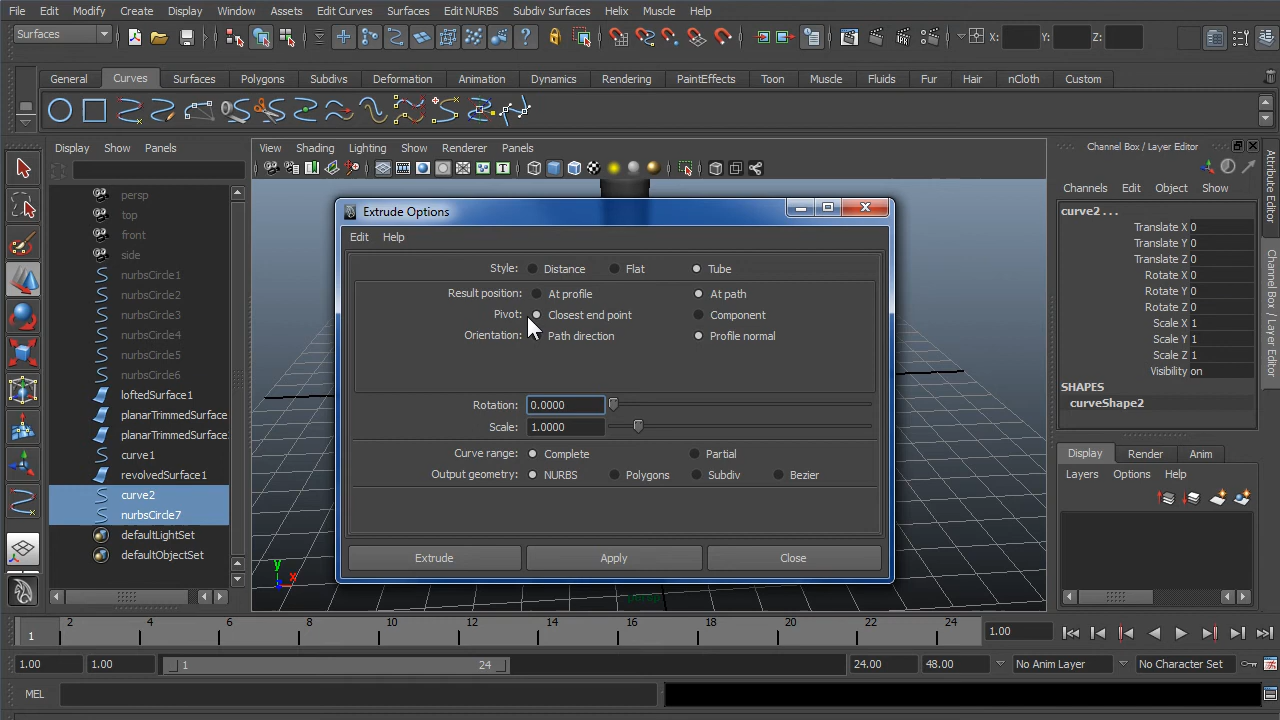 File Edit Modify Create Display Window Assets Edit Curves Surfaces Edit NURBS Subdiv Surfaces Helix Muscle Help
Surfaces X: Y: Z:
General Curves Surfaces Polygons Subdivs Deformation Animation Dynamics Rendering PaintEffects Toon Muscle Fluids Fur Hair nCloth Custom
Display Show Panels
View Shading Lighting Show Renderer Panels
Channel Box / Layer Editor
persp
top
front
side
nurbsCircle1
nurbsCircle2
nurbsCircle3
nurbsCircle4
nurbsCircle5
nurbsCircle6
loftedSurface1
planarTrimmedSurface
planarTrimmedSurface
curve1
revolvedSurface1
curve2
nurbsCircle7
defaultLightSet
defaultObjectSet
Extrude Options
Edit Help
Style: Distance Flat Tube
Result position: At profile At path
Pivot: Closest end point Component
Orientation: Path direction Profile normal
Rotation: 0.0000
Scale: 1.0000
Curve range: Complete Partial
Output geometry: NURBS Polygons Subdiv Bezier
Extrude Apply Close
y
x
persp
Channels Edit Object Show
curve2 . . .
Translate X 0
Translate Y 0
Translate Z 0
Rotate X 0
Rotate Y 0
Rotate Z 0
Scale X 1
Scale Y 1
Scale Z 1
Visibility on
SHAPES
curveShape2
Display Render Anim
Layers Options Help
Attribute Editor
Channel Box / Layer Editor
1 2 4 6 8 10 12 14 16 18 20 22 24 1.00
1.00 1.00 1 24 24.00 48.00 No Anim Layer No Character Set
MEL